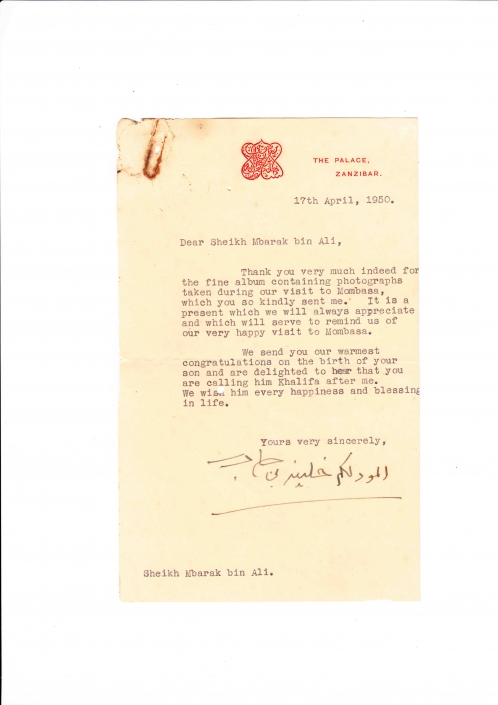 THE PALACE,
ZANZIBAR.
17th April, 1950.
Dear Sheikh Mbarak bin Ali,
Thank you very much indeed for
the fine album containing photographs
taken during our visit to Mombasa,
which you so kindly sent me. It is a
present which we will always appreciate
and which will serve to remind us of
our very happy visit to Mombasa.
We send you our warmest
congratulations on the birth of your
son and are delighted to hear that you
are calling him Khalifa after me.
We wish him every happiness and blessing
in life.
Yours very sincerely,
خليفة بن حارب
Sheikh Mbarak bin Ali.